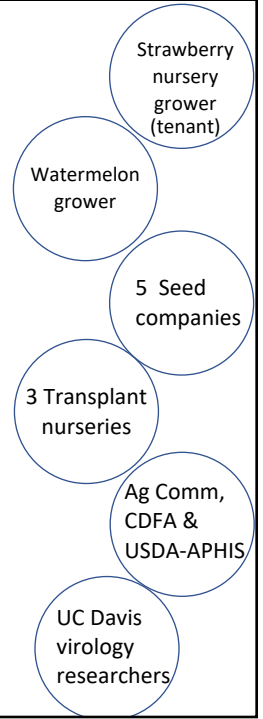 Strawberry
nursery
grower
(tenant)
Watermelon
grower
5 Seed
companies
3 Transplant
nurseries
Ag Comm,
CDFA &
USDA-APHIS
UC Davis
virology
researchers